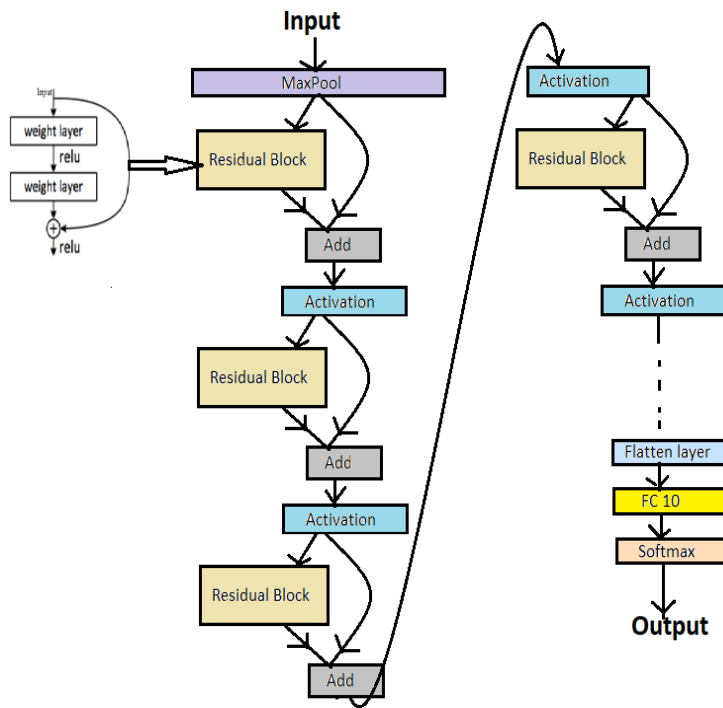 Input
MaxPool
Input
weight layer
relu
weight layer
+
relu
Residual Block
Add
Activation
Residual Block
Add
Activation
Residual Block
Add
Activation
Residual Block
Add
Activation
Flatten layer
FC 10
Softmax
Output